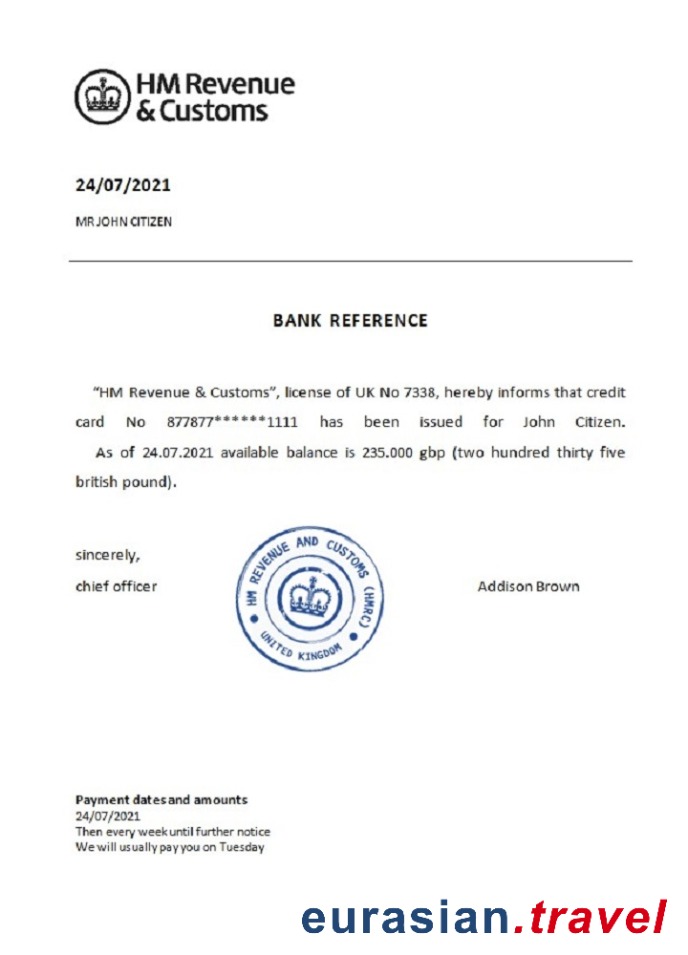 HM Revenue
& Customs
24/07/2021
MR JOHN CITIZEN
BANK REFERENCE
“HM Revenue & Customs”, license of UK No 7338, hereby informs that credit
card No 877877******1111 has been issued for John Citizen.
As of 24.07.2021 available balance is 235.000 gbp (two hundred thirty five
british pound).
sincerely,
chief officer
HM REVENUE AND CUSTOMS (HMRC)
UNITED KINGDOM
Addison Brown
Payment dates and amounts
24/07/2021
Then every week until further notice
We will usually pay you on Tuesday
eurasian.travel